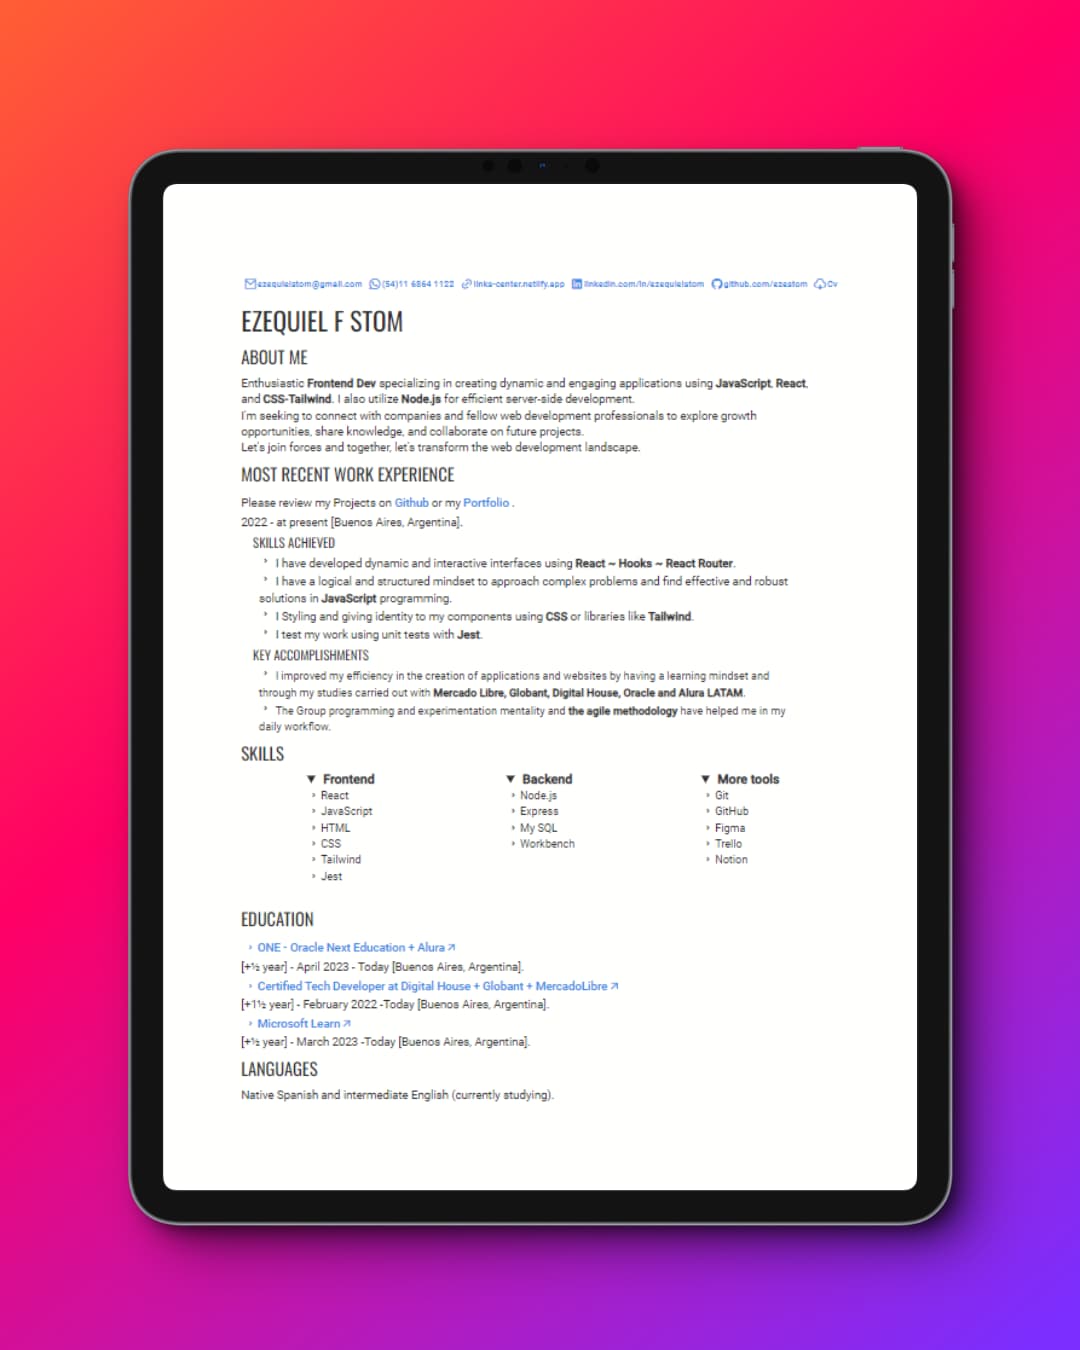 ezequielstom@gmail.com (54)11 6864 1122 links-center.netlify.app linkedin.com/in/ezequielstom github.com/ezestom Cv
EZEQUIEL F STOM
ABOUT ME
Enthusiastic Frontend Dev specializing in creating dynamic and engaging applications using JavaScript, React,
and CSS-Tailwind. I also utilize Node.js for efficient server-side development.
I'm seeking to connect with companies and fellow web development professionals to explore growth
opportunities, share knowledge, and collaborate on future projects.
Let's join forces and together, let's transform the web development landscape.
MOST RECENT WORK EXPERIENCE
Please review my Projects on Github or my Portfolio .
2022 - at present [Buenos Aires, Argentina].
SKILLS ACHIEVED
› I have developed dynamic and interactive interfaces using React ~ Hooks ~ React Router.
› I have a logical and structured mindset to approach complex problems and find effective and robust
solutions in JavaScript programming.
› I Styling and giving identity to my components using CSS or libraries like Tailwind.
› I test my work using unit tests with Jest.
KEY ACCOMPLISHMENTS
› I improved my efficiency in the creation of applications and websites by having a learning mindset and
through my studies carried out with Mercado Libre, Globant, Digital House, Oracle and Alura LATAM.
› The Group programming and experimentation mentality and the agile methodology have helped me in my
daily workflow.
SKILLS
▼ Frontend
› React
› JavaScript
› HTML
› CSS
› Tailwind
› Jest
▼ Backend
› Node.js
› Express
› My SQL
› Workbench
▼ More tools
› Git
› GitHub
› Figma
› Trello
› Notion
EDUCATION
› ONE - Oracle Next Education + Alura ↗
[+½ year] - April 2023 - Today [Buenos Aires, Argentina].
› Certified Tech Developer at Digital House + Globant + MercadoLibre ↗
[+1½ year] - February 2022 -Today [Buenos Aires, Argentina].
› Microsoft Learn ↗
[+½ year] - March 2023 -Today [Buenos Aires, Argentina].
LANGUAGES
Native Spanish and intermediate English (currently studying).